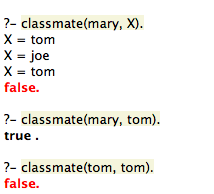 ?- classmate(mary, X).
X = tom
X = joe
X = tom
false.
?- classmate(mary, tom).
true .
?- classmate(tom, tom).
false.